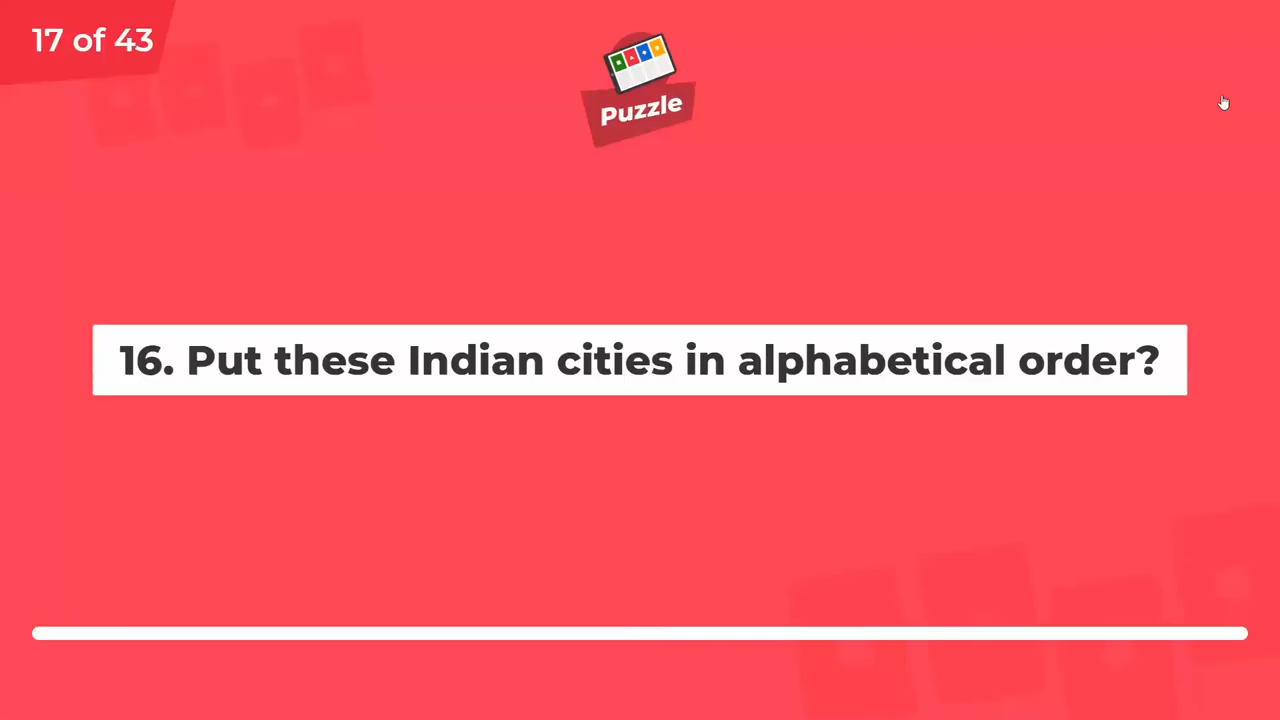 17 of 43
Puzzle
16. Put these Indian cities in alphabetical order?